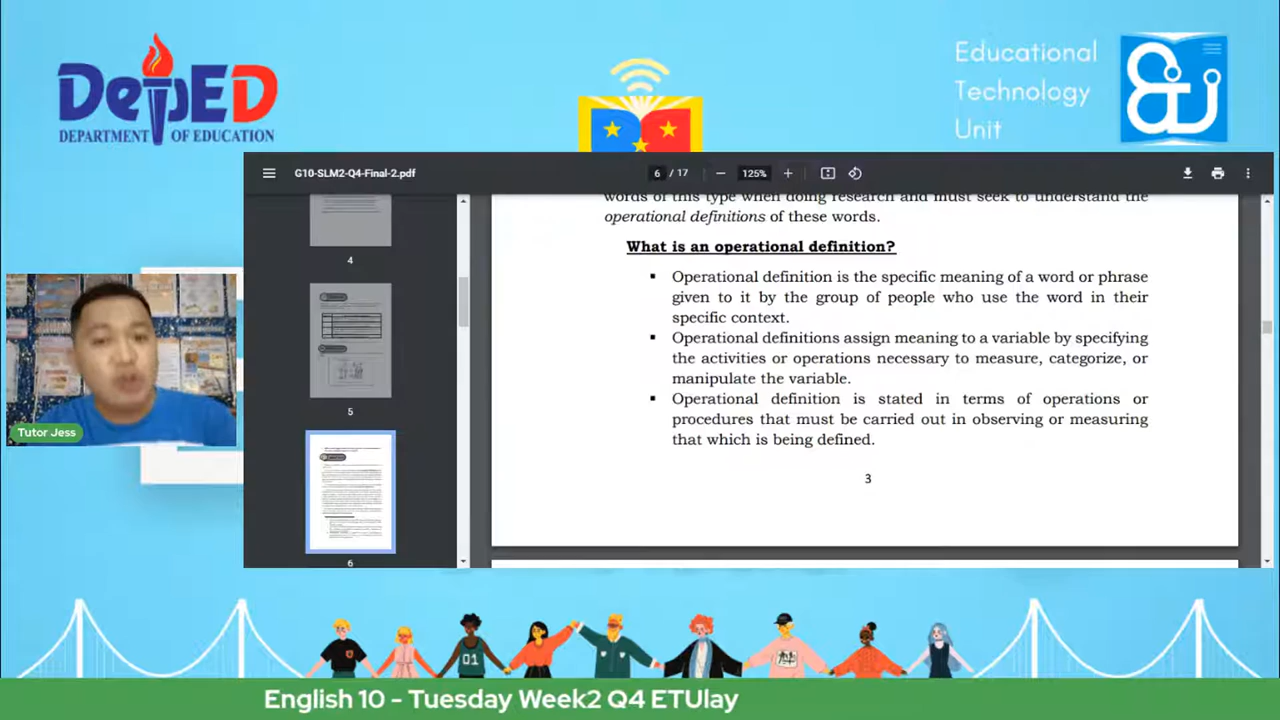 DepED
DEPARTMENT OF EDUCATION
Educational
Technology
Unit
G10-SLM2-Q4-Final-2.pdf
6 / 17
125%
4
5
6
words of this type when doing research and must seek to understand the
operational definitions of these words.
What is an operational definition?
▪ Operational definition is the specific meaning of a word or phrase
given to it by the group of people who use the word in their
specific context.
▪ Operational definitions assign meaning to a variable by specifying
the activities or operations necessary to measure, categorize, or
manipulate the variable.
▪ Operational definition is stated in terms of operations or
procedures that must be carried out in observing or measuring
that which is being defined.
3
Tutor Jess
01
English 10 - Tuesday Week2 Q4 ETUlay